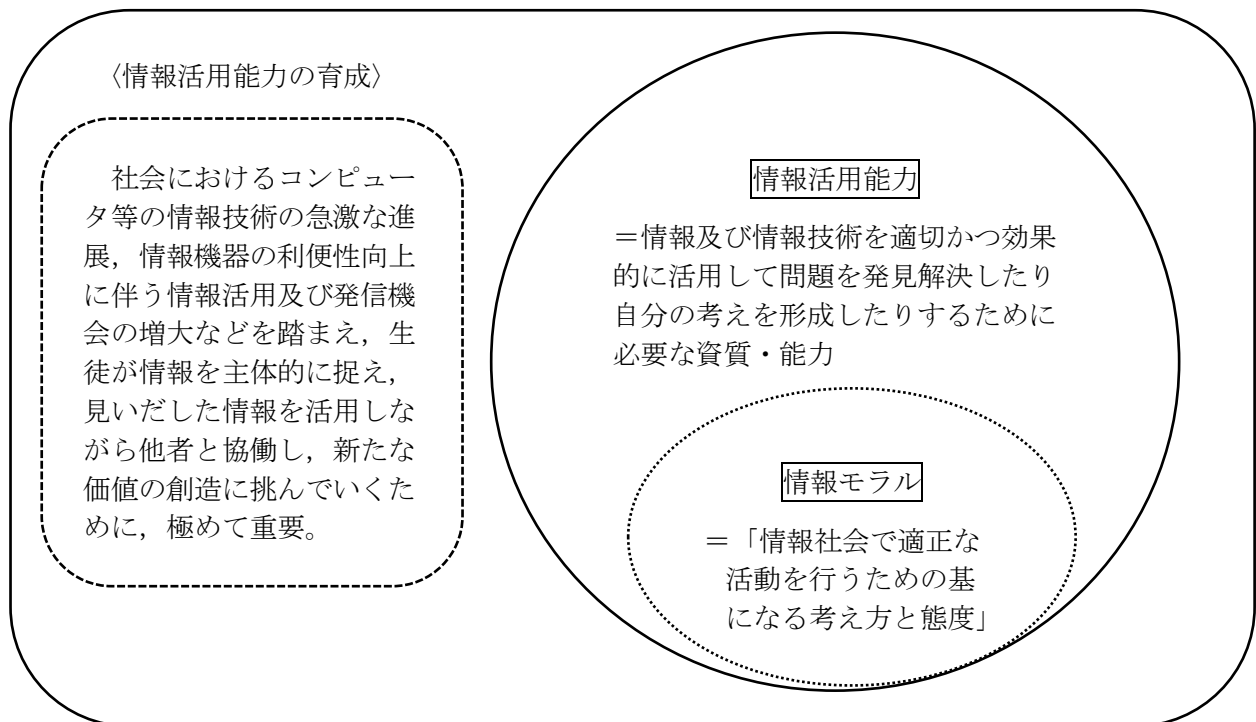 〈情報活用能力の育成〉
社会におけるコンピュー
タ等の情報技術の急激な進
展，情報機器の利便性向上
に伴う情報活用及び発信機
会の増大などを踏まえ，生
徒が情報を主体的に捉え，
見いだした情報を活用しな
がら他者と協働し，新たな
価値の創造に挑んでいくた
めに，極めて重要。
情報活用能力
＝情報及び情報技術を適切かつ効果
的に活用して問題を発見解決したり
自分の考えを形成したりするために
必要な資質・能力
情報モラル
＝「情報社会で適正な
活動を行うための基
になる考え方と態度」